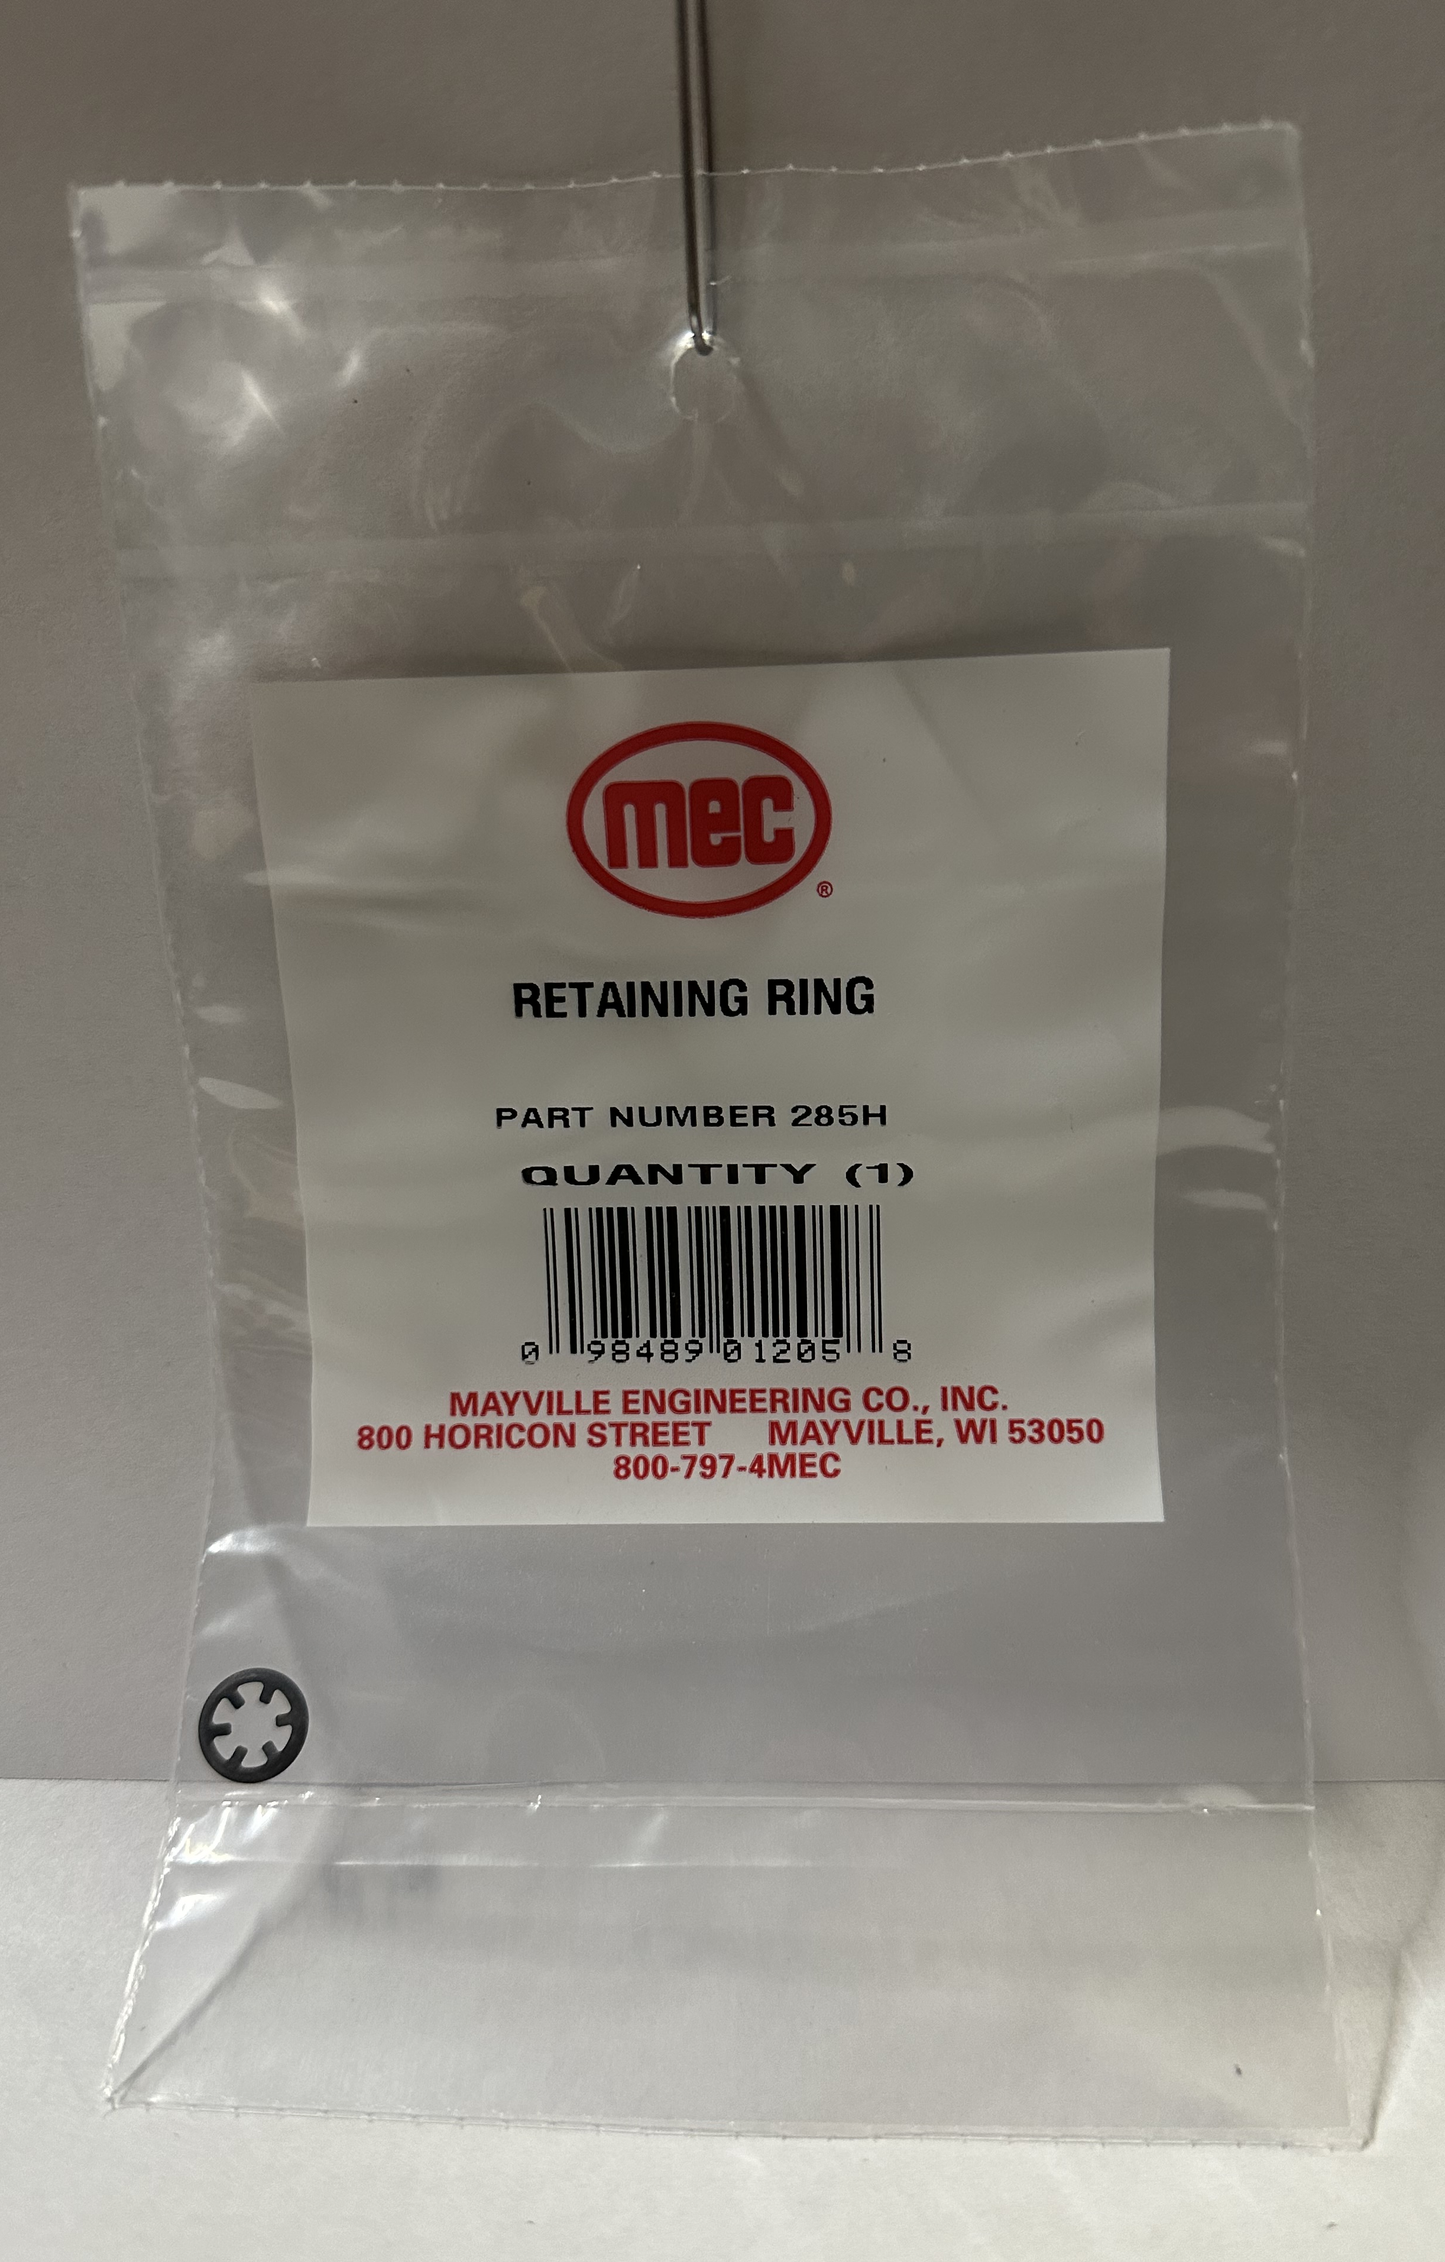 mec
®
RETAINING RING
PART NUMBER 285H
QUANTITY (1)
0 98489 01205 8
MAYVILLE ENGINEERING CO., INC.
800 HORICON STREET MAYVILLE, WI 53050
800-797-4MEC